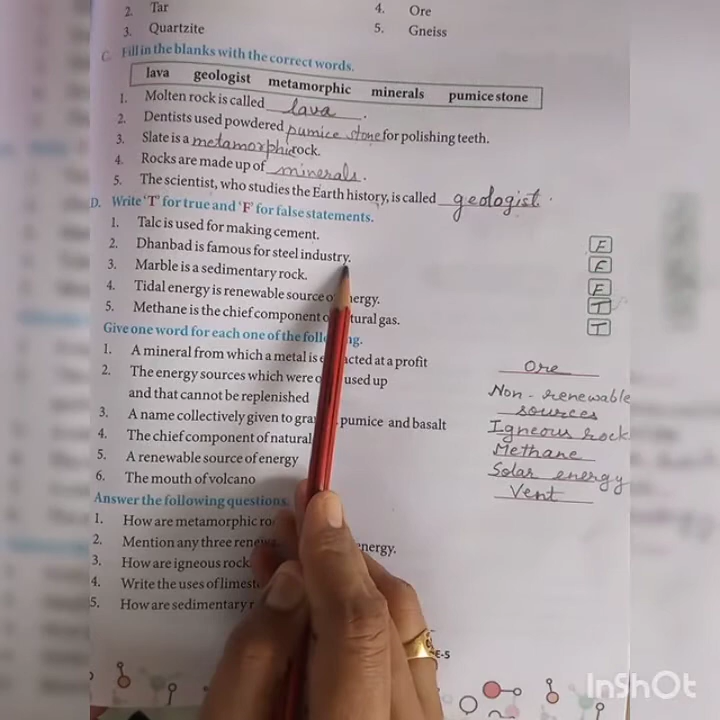 2. Tar 4. Ore
3. Quartzite 5. Gneiss
C. Fill in the blanks with the correct words.
lava geologist metamorphic minerals pumice stone
1. Molten rock is called lava.
2. Dentists used powdered pumice stone for polishing teeth.
3. Slate is a metamorphic rock.
4. Rocks are made up of minerals.
5. The scientist, who studies the Earth history, is called geologist.
D. Write 'T' for true and 'F' for false statements.
1. Talc is used for making cement. F
2. Dhanbad is famous for steel industry. F
3. Marble is a sedimentary rock. F
4. Tidal energy is renewable source of energy. T
5. Methane is the chief component tural gas. T
Give one word for each one of the following.
1. A mineral from which a metal is acted at a profit Ore
2. The energy sources which were used up Non-renewable
and that cannot be replenished sources
3. A name collectively given to gra pumice and basalt Igneous rock
4. The chief component of natural Methane
5. A renewable source of energy Solar energy
6. The mouth of volcano Vent
Answer the following questions.
1. How are metamorphic ro
2. Mention any three renew energy.
3. How are igneous rock
4. Write the uses of limest
5. How are sedimentary r
E-5
InShOt